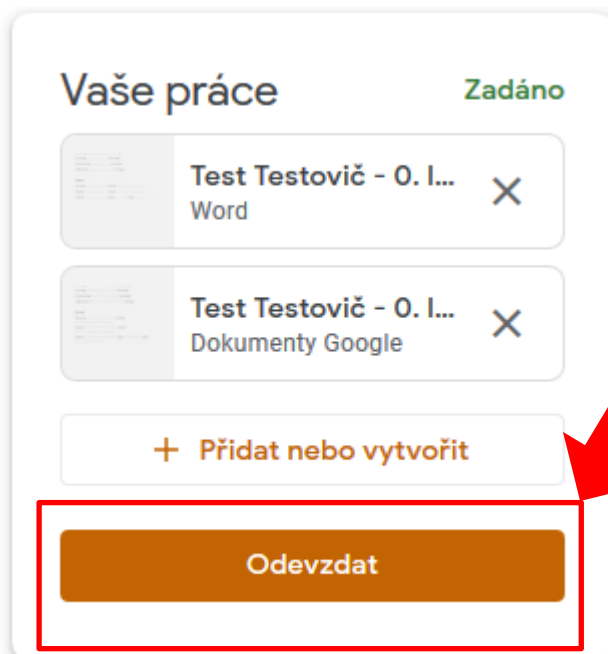 Vaše práce
Zadáno
Test Testovič - 0. I...
Word
Test Testovič - 0. I...
Dokumenty Google
+ Přidat nebo vytvořit
Odevzdat